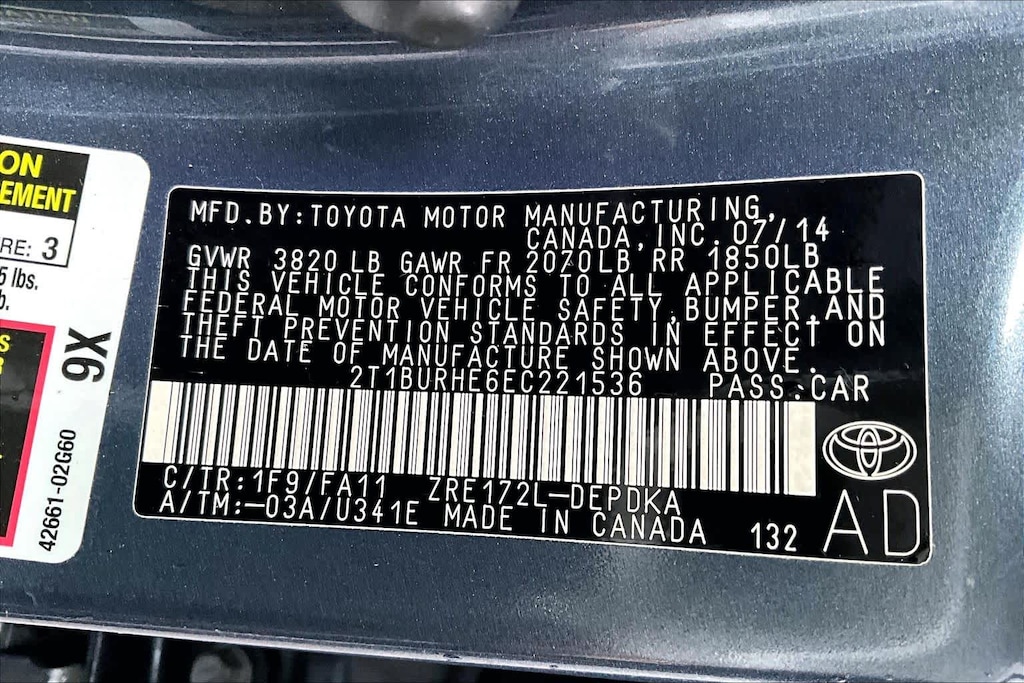 ON
EMENT
RE: 3
5 lbs.
b.
S
R
9X
42661-02G60
MFD.BY:TOYOTA MOTOR MANUFACTURING,
CANADA,INC.07/14
GVWR 3820LB GAWR FR 2070LB RR 1850LB
THIS VEHICLE CONFORMS TO ALL APPLICABLE
FEDERAL MOTOR VEHICLE SAFETY,BUMPER,AND
THEFT PREVENTION STANDARDS IN EFFECT ON
THE DATE OF MANUFACTURE SHOWN ABOVE.
2T1BURHE6EC221536 PASS.CAR
C/TR:1F9/FA11 ZRE172L-DEPDKA
A/TM:-03A/U341E MADE IN CANADA 132
AD